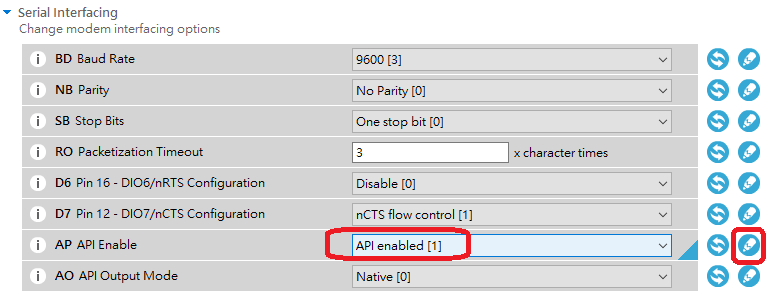 Serial Interfacing
Change modem interfacing options
i BD Baud Rate 9600 [3]
i NB Parity No Parity [0]
i SB Stop Bits One stop bit [0]
i RO Packetization Timeout 3 x character times
i D6 Pin 16 - DIO6/nRTS Configuration Disable [0]
i D7 Pin 12 - DIO7/nCTS Configuration nCTS flow control [1]
i AP API Enable API enabled [1]
i AO API Output Mode Native [0]